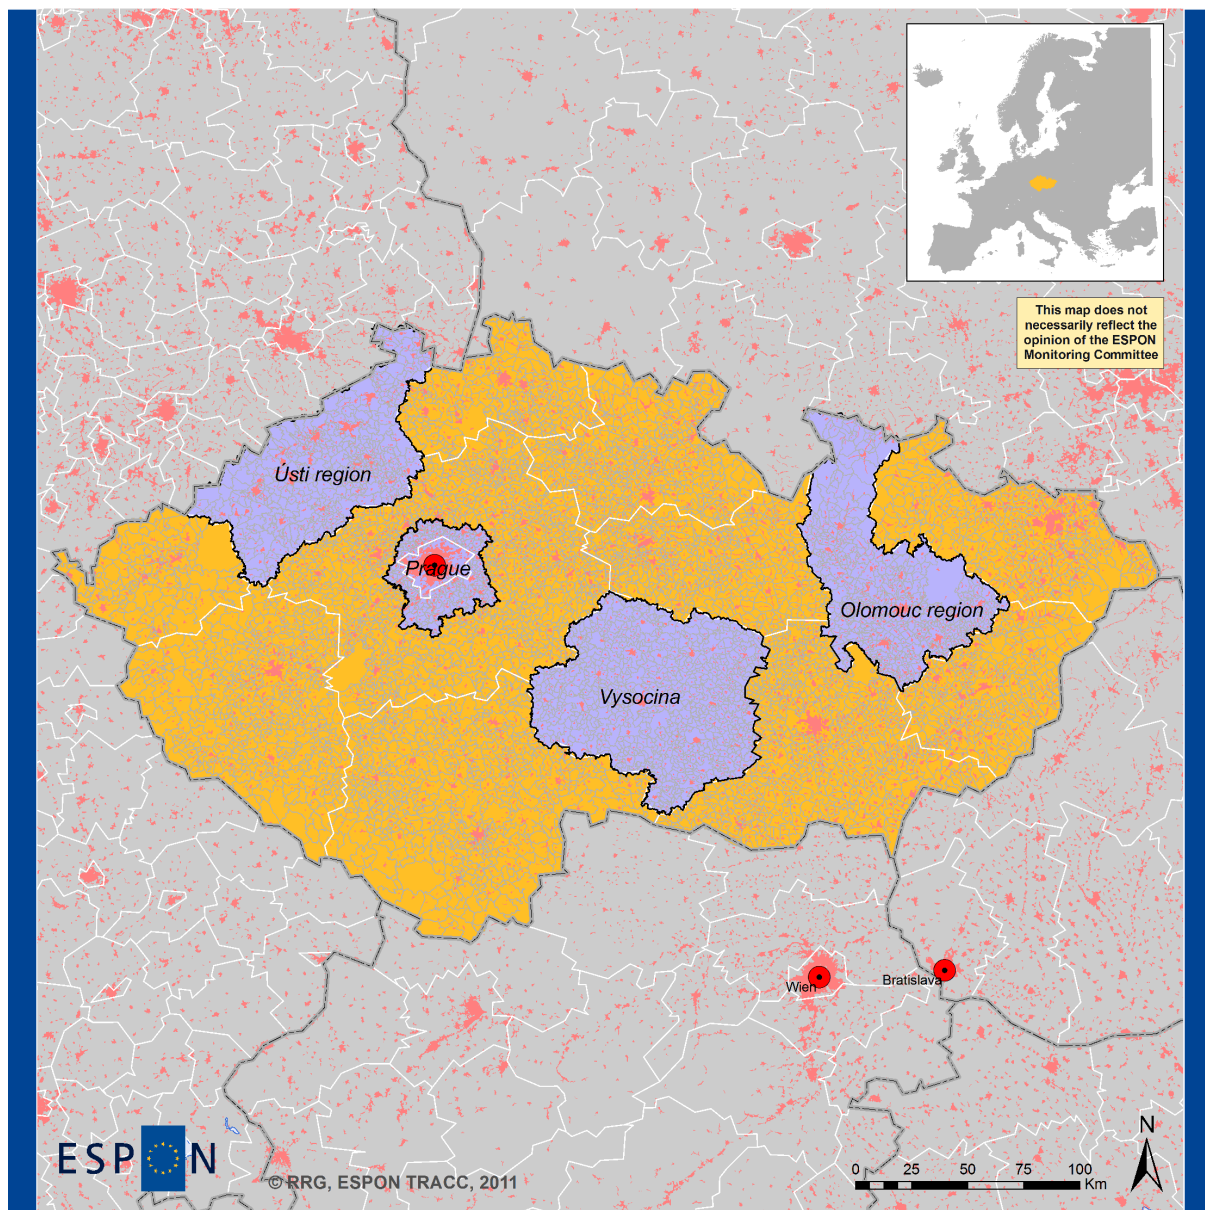 This map does not
necessarily reflect the
opinion of the ESPON
Monitoring Committee
Ústi region
Prague
Olomouc region
Vysocina
Wien
Bratislava
N
ESPON
© RRG, ESPON TRACC, 2011
0 25 50 75 100
Km